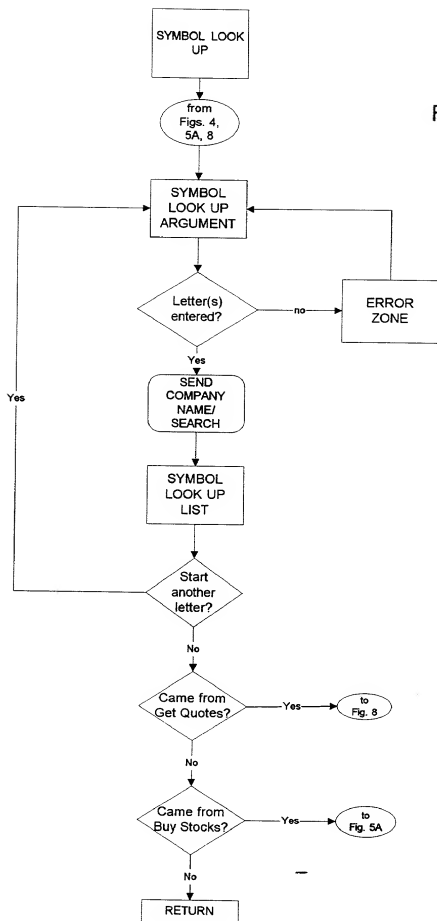 SYMBOL LOOK
UP
from
Figs. 4,
5A, 8
F
SYMBOL
LOOK UP
ARGUMENT
Letter(s)
entered?
no
ERROR
ZONE
Yes
Yes
SEND
COMPANY
NAME/
SEARCH
SYMBOL
LOOK UP
LIST
Start
another
letter?
No
Came from
Get Quotes?
Yes
to
Fig. 8
No
Came from
Buy Stocks?
Yes
to
Fig. 5A
No
RETURN